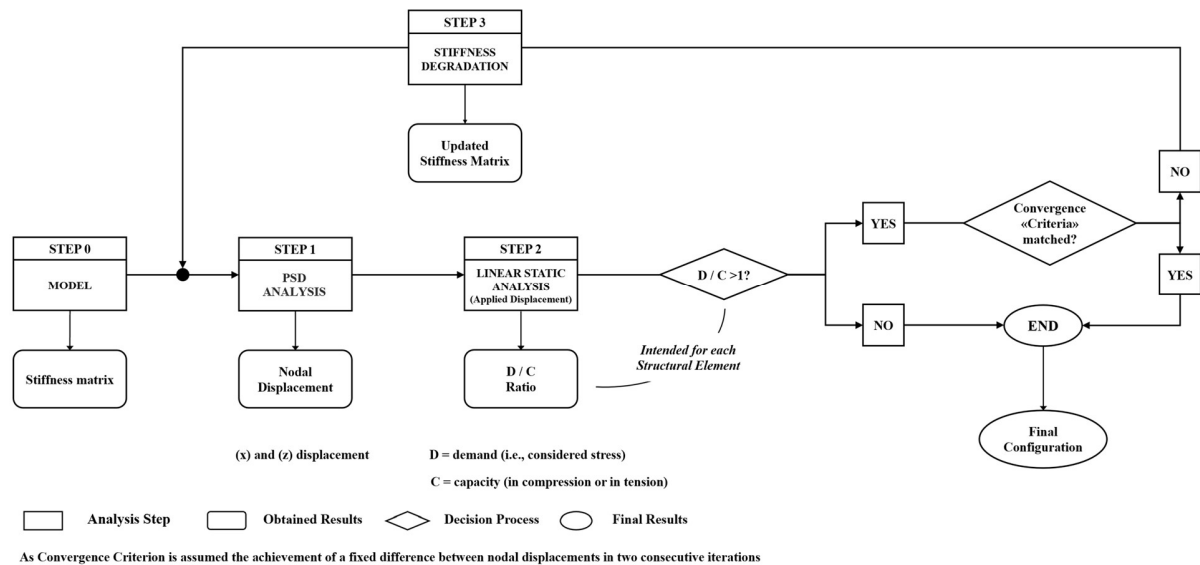 STEP 3
STIFFNESS
DEGRADATION
Updated
Stiffness Matrix
NO
Convergence
«Criteria»
matched?
YES
YES
STEP 0
MODEL
STEP 1
PSD
ANALYSIS
STEP 2
LINEAR STATIC
ANALYSIS
(Applied Displacement)
D / C >1?
NO
END
Intended for each
Structural Element
Stiffness matrix
Nodal
Displacement
D / C
Ratio
Final
Configuration
(x) and (z) displacement
D = demand (i.e., considered stress)
C = capacity (in compression or in tension)
Analysis Step
Obtained Results
Decision Process
Final Results
As Convergence Criterion is assumed the achievement of a fixed difference between nodal displacements in two consecutive iterations